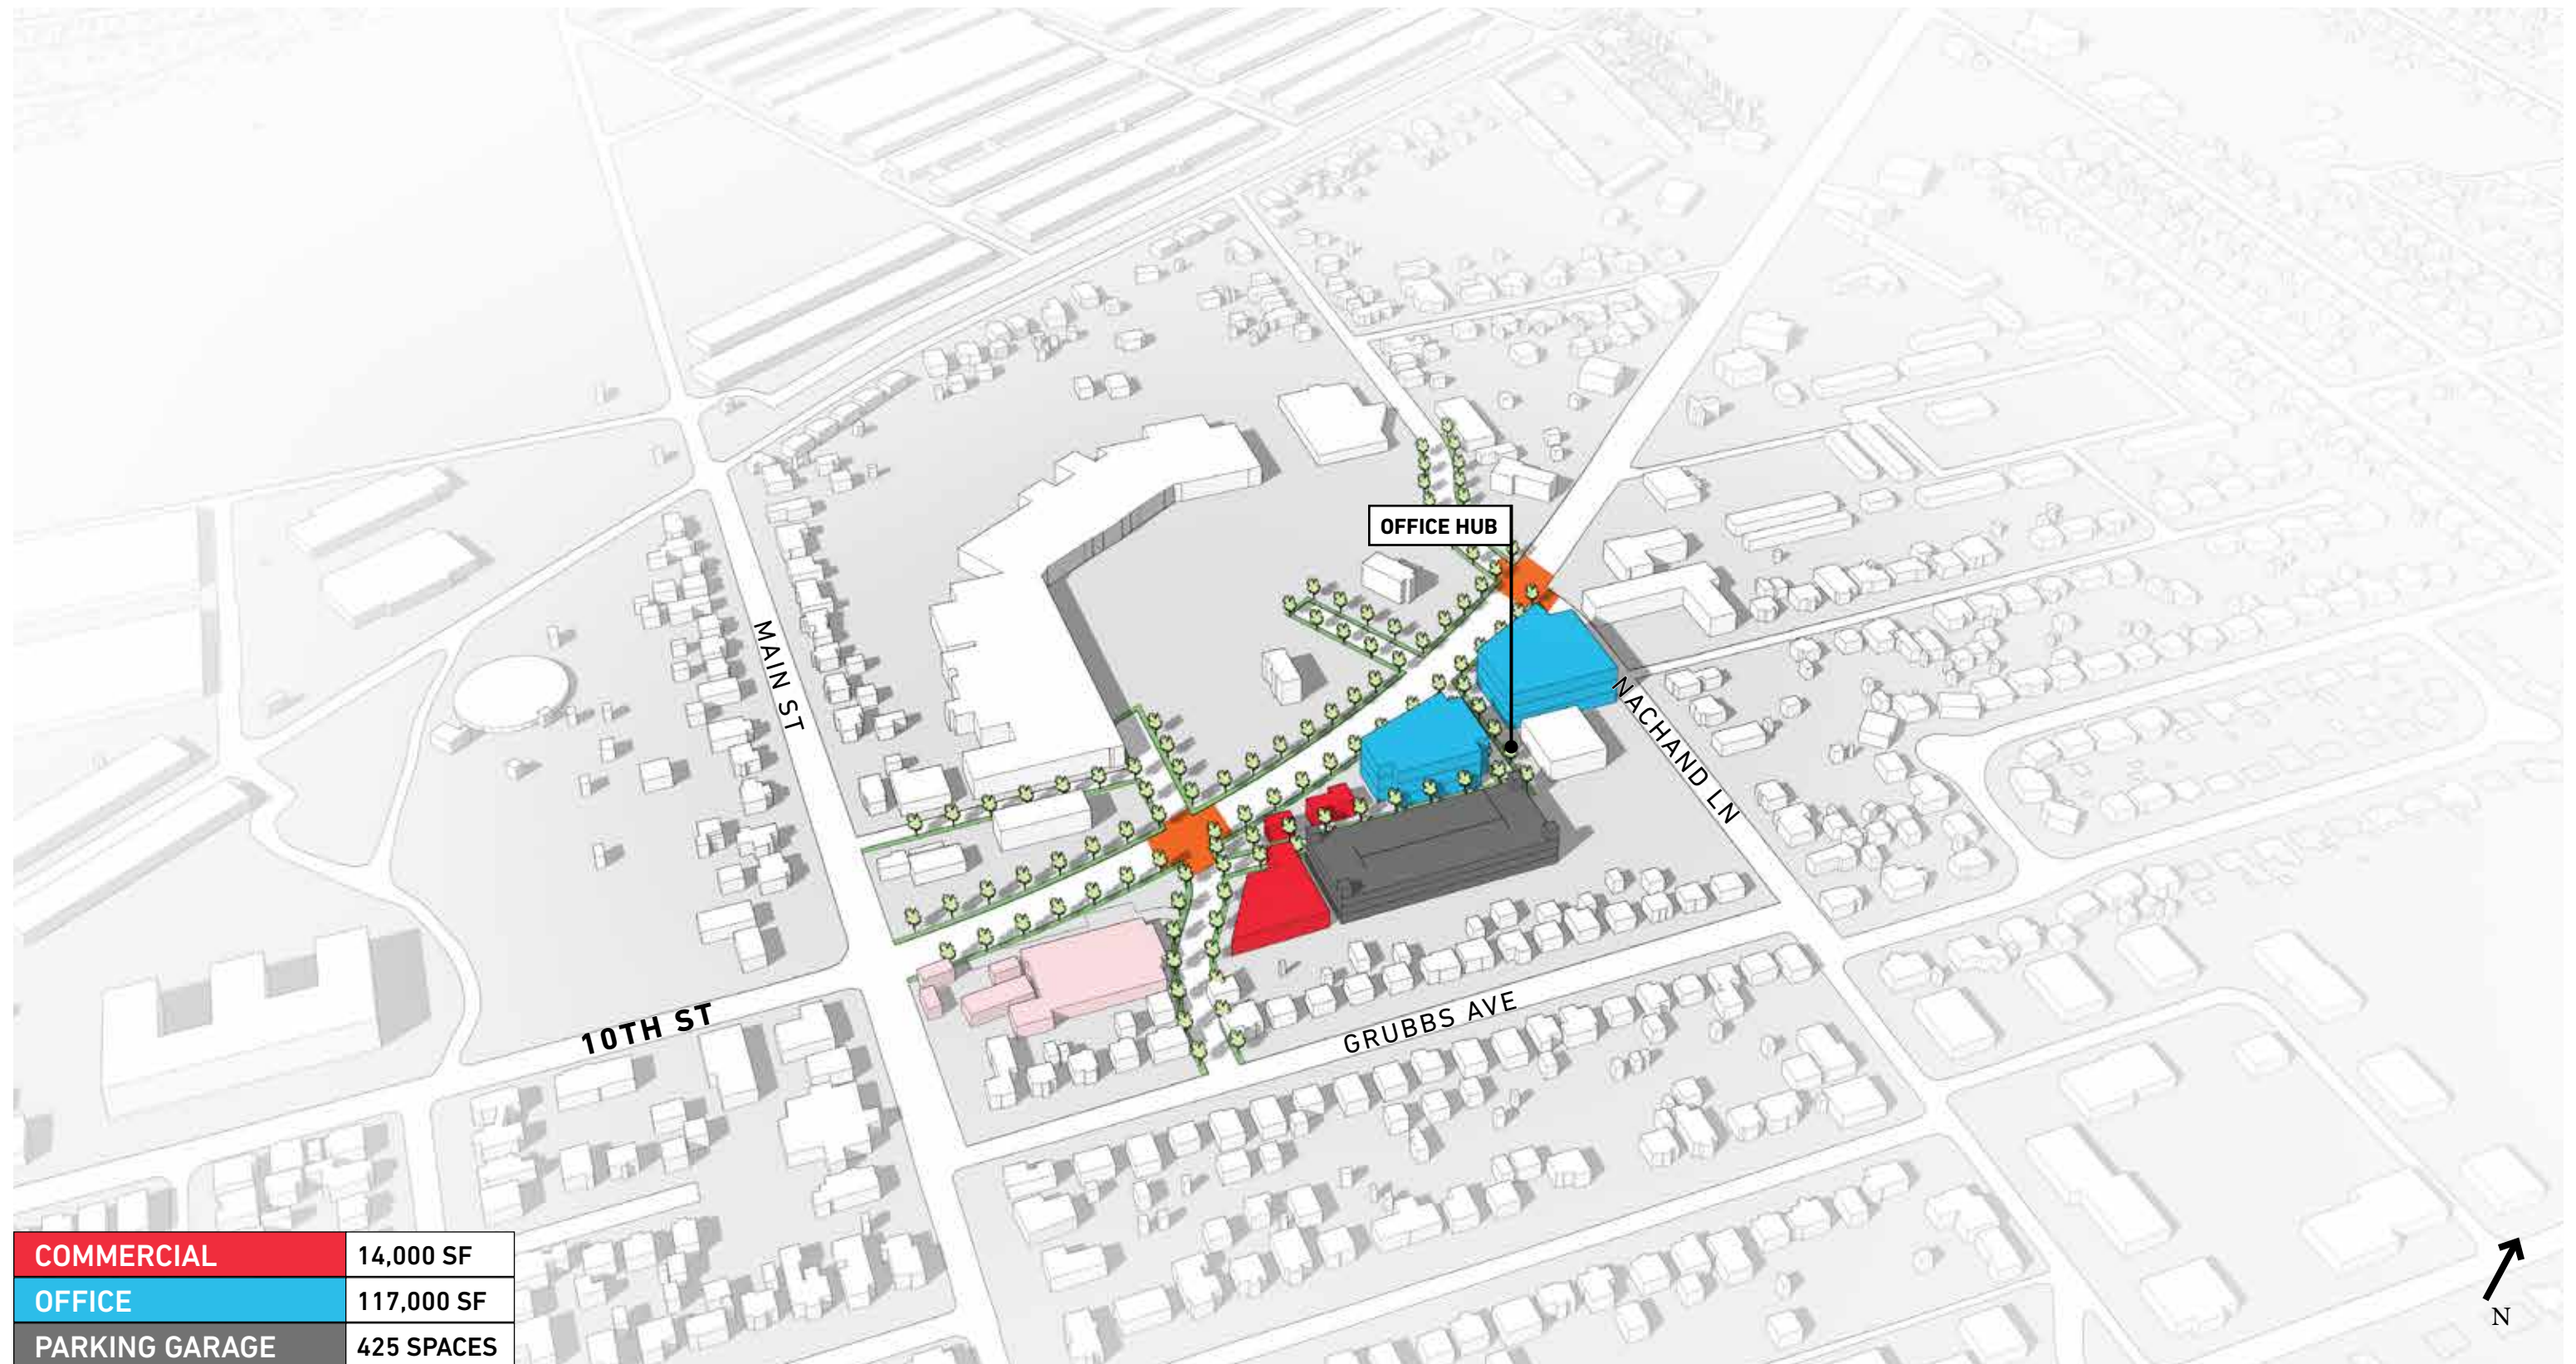 OFFICE HUB
MAIN ST
NACHAND LN
10TH ST
GRUBBS AVE
COMMERCIAL 14,000 SF
OFFICE 117,000 SF
PARKING GARAGE 425 SPACES
N